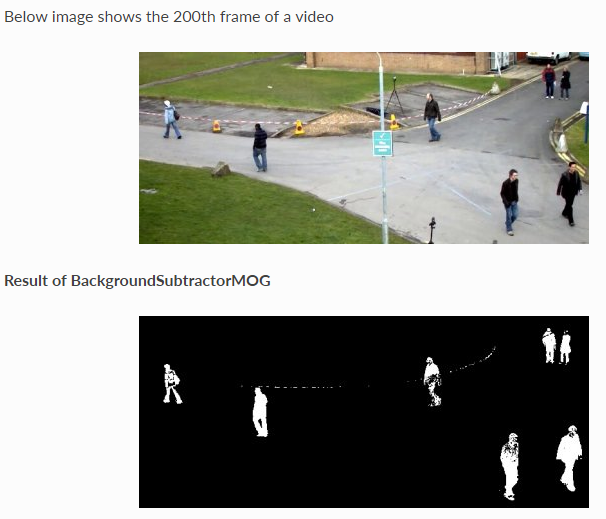 Below image shows the 200th frame of a video
Result of BackgroundSubtractorMOG